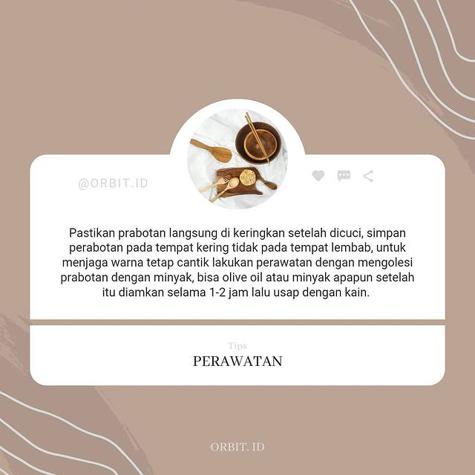 @ORBIT.ID
Pastikan prabotan langsung di keringkan setelah dicuci, simpan
perabotan pada tempat kering tidak pada tempat lembab, untuk
menjaga warna tetap cantik lakukan perawatan dengan mengolesi
prabotan dengan minyak, bisa olive oil atau minyak apapun setelah
itu diamkan selama 1-2 jam lalu usap dengan kain.
Tips
PERAWATAN
ORBIT. ID